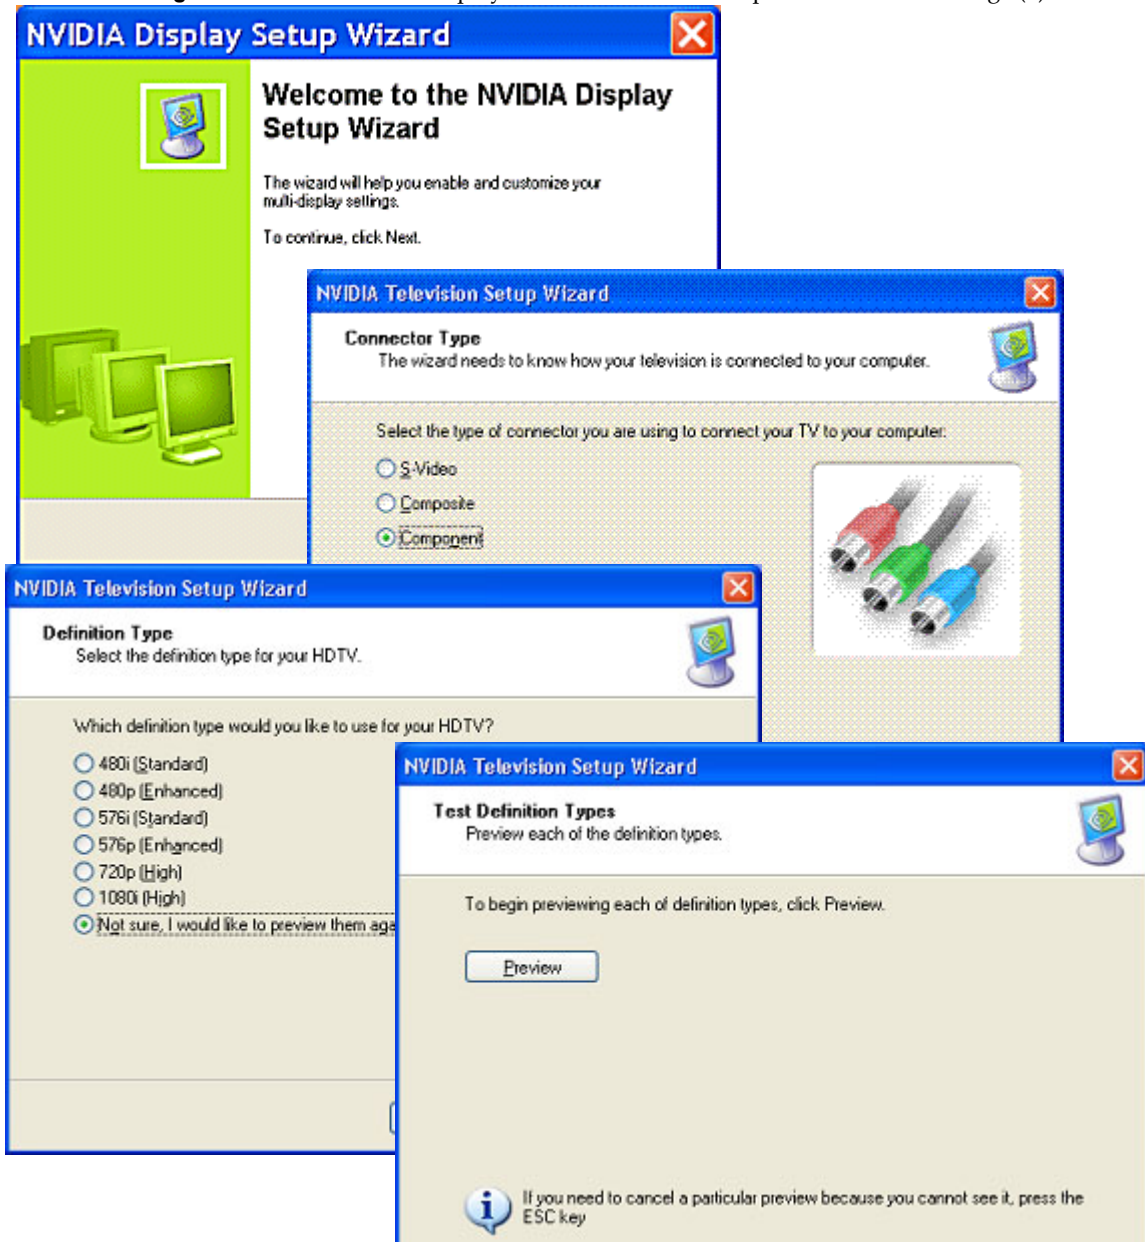 NVIDIA Display Setup Wizard
Welcome to the NVIDIA Display
Setup Wizard
The wizard will help you enable and customize your
multi-display settings.
To continue, click Next.
NVIDIA Television Setup Wizard
Connector Type
The wizard needs to know how your television is connected to your computer.
Select the type of connector you are using to connect your TV to your computer:
S-Video
Composite
Component
NVIDIA Television Setup Wizard
Definition Type
Select the definition type for your HDTV.
Which definition type would you like to use for your HDTV?
480i (Standard)
480p (Enhanced)
576i (Standard)
576p (Enhanced)
720p (High)
1080i (High)
Not sure, I would like to preview them aga
NVIDIA Television Setup Wizard
Test Definition Types
Preview each of the definition types.
To begin previewing each of definition types, click Preview.
Preview
If you need to cancel a particular preview because you cannot see it, press the
ESC key